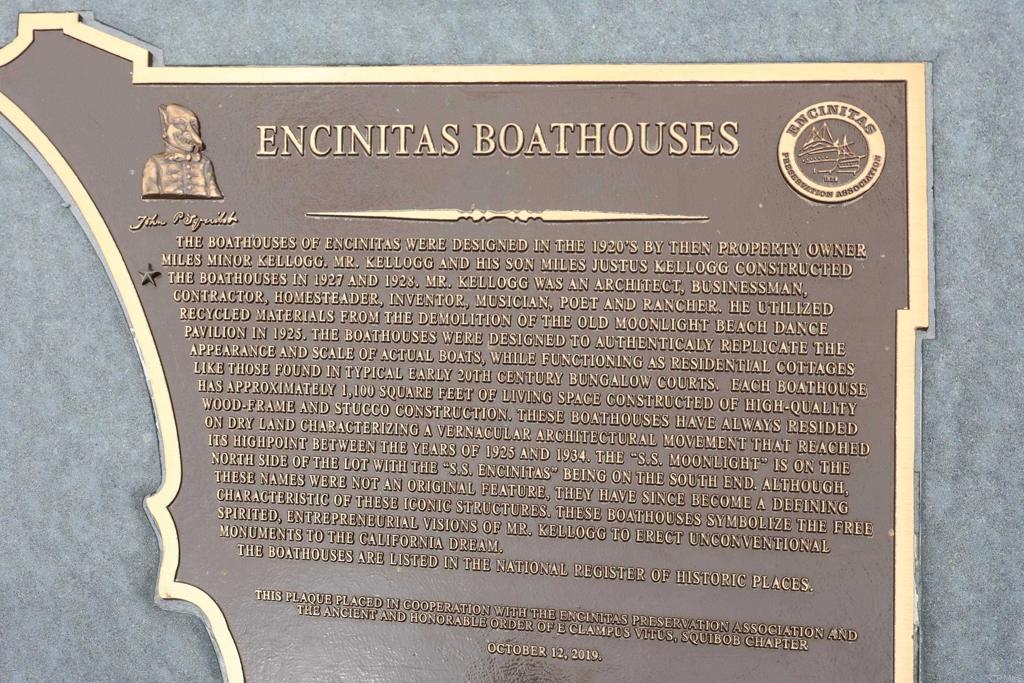 ENCINITAS BOATHOUSES
ENCINITAS
PRESERVATION ASSOCIATION
John P Squibob
THE BOATHOUSES OF ENCINITAS WERE DESIGNED IN THE 1920'S BY THEN PROPERTY OWNER
MILES MINOR KELLOGG. MR. KELLOGG AND HIS SON MILES JUSTUS KELLOGG CONSTRUCTED
THE BOATHOUSES IN 1927 AND 1928. MR. KELLOGG WAS AN ARCHITECT, BUSINESSMAN,
CONTRACTOR, HOMESTEADER, INVENTOR, MUSICIAN, POET AND RANCHER. HE UTILIZED
RECYCLED MATERIALS FROM THE DEMOLITION OF THE OLD MOONLIGHT BEACH DANCE
PAVILION IN 1925. THE BOATHOUSES WERE DESIGNED TO AUTHENTICALY REPLICATE THE
APPEARANCE AND SCALE OF ACTUAL BOATS, WHILE FUNCTIONING AS RESIDENTIAL COTTAGES
LIKE THOSE FOUND IN TYPICAL EARLY 20TH CENTURY BUNGALOW COURTS. EACH BOATHOUSE
HAS APPROXIMATELY 1,100 SQUARE FEET OF LIVING SPACE CONSTRUCTED OF HIGH-QUALITY
WOOD-FRAME AND STUCCO CONSTRUCTION. THESE BOATHOUSES HAVE ALWAYS RESIDED
ON DRY LAND CHARACTERIZING A VERNACULAR ARCHITECTURAL MOVEMENT THAT REACHED
ITS HIGHPOINT BETWEEN THE YEARS OF 1925 AND 1934. THE "S.S. MOONLIGHT" IS ON THE
NORTH SIDE OF THE LOT WITH THE "S.S. ENCINITAS" BEING ON THE SOUTH END. ALTHOUGH,
THESE NAMES WERE NOT AN ORIGINAL FEATURE, THEY HAVE SINCE BECOME A DEFINING
CHARACTERISTIC OF THESE ICONIC STRUCTURES. THESE BOATHOUSES SYMBOLIZE THE FREE
SPIRITED, ENTREPRENEURIAL VISIONS OF MR. KELLOGG TO ERECT UNCONVENTIONAL
MONUMENTS TO THE CALIFORNIA DREAM.
THE BOATHOUSES ARE LISTED IN THE NATIONAL REGISTER OF HISTORIC PLACES.
THIS PLAQUE PLACED IN COOPERATION WITH THE ENCINITAS PRESERVATION ASSOCIATION AND
THE ANCIENT AND HONORABLE ORDER OF E CLAMPUS VITUS, SQUIBOB CHAPTER
OCTOBER 12, 2019.